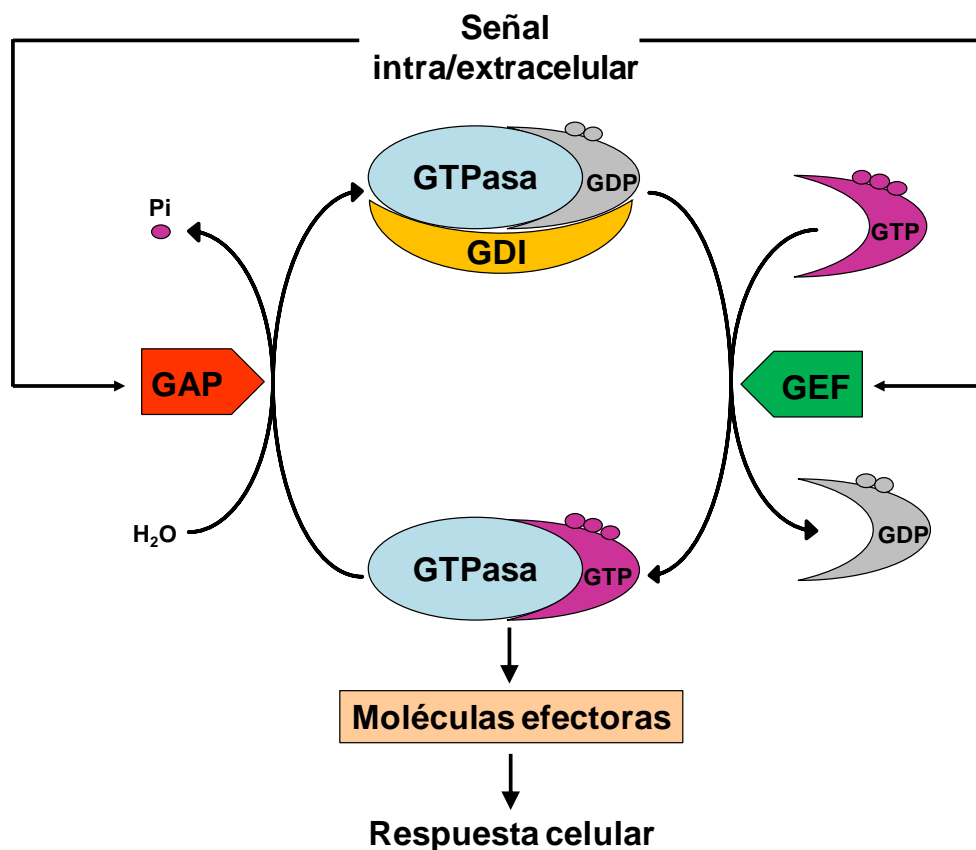 Señal
intra/extracelular
GTPasa
GDP
GDI
GTP
Pi
GAP
GEF
H₂O
GTPasa
GTP
GDP
Moléculas efectoras
Respuesta celular